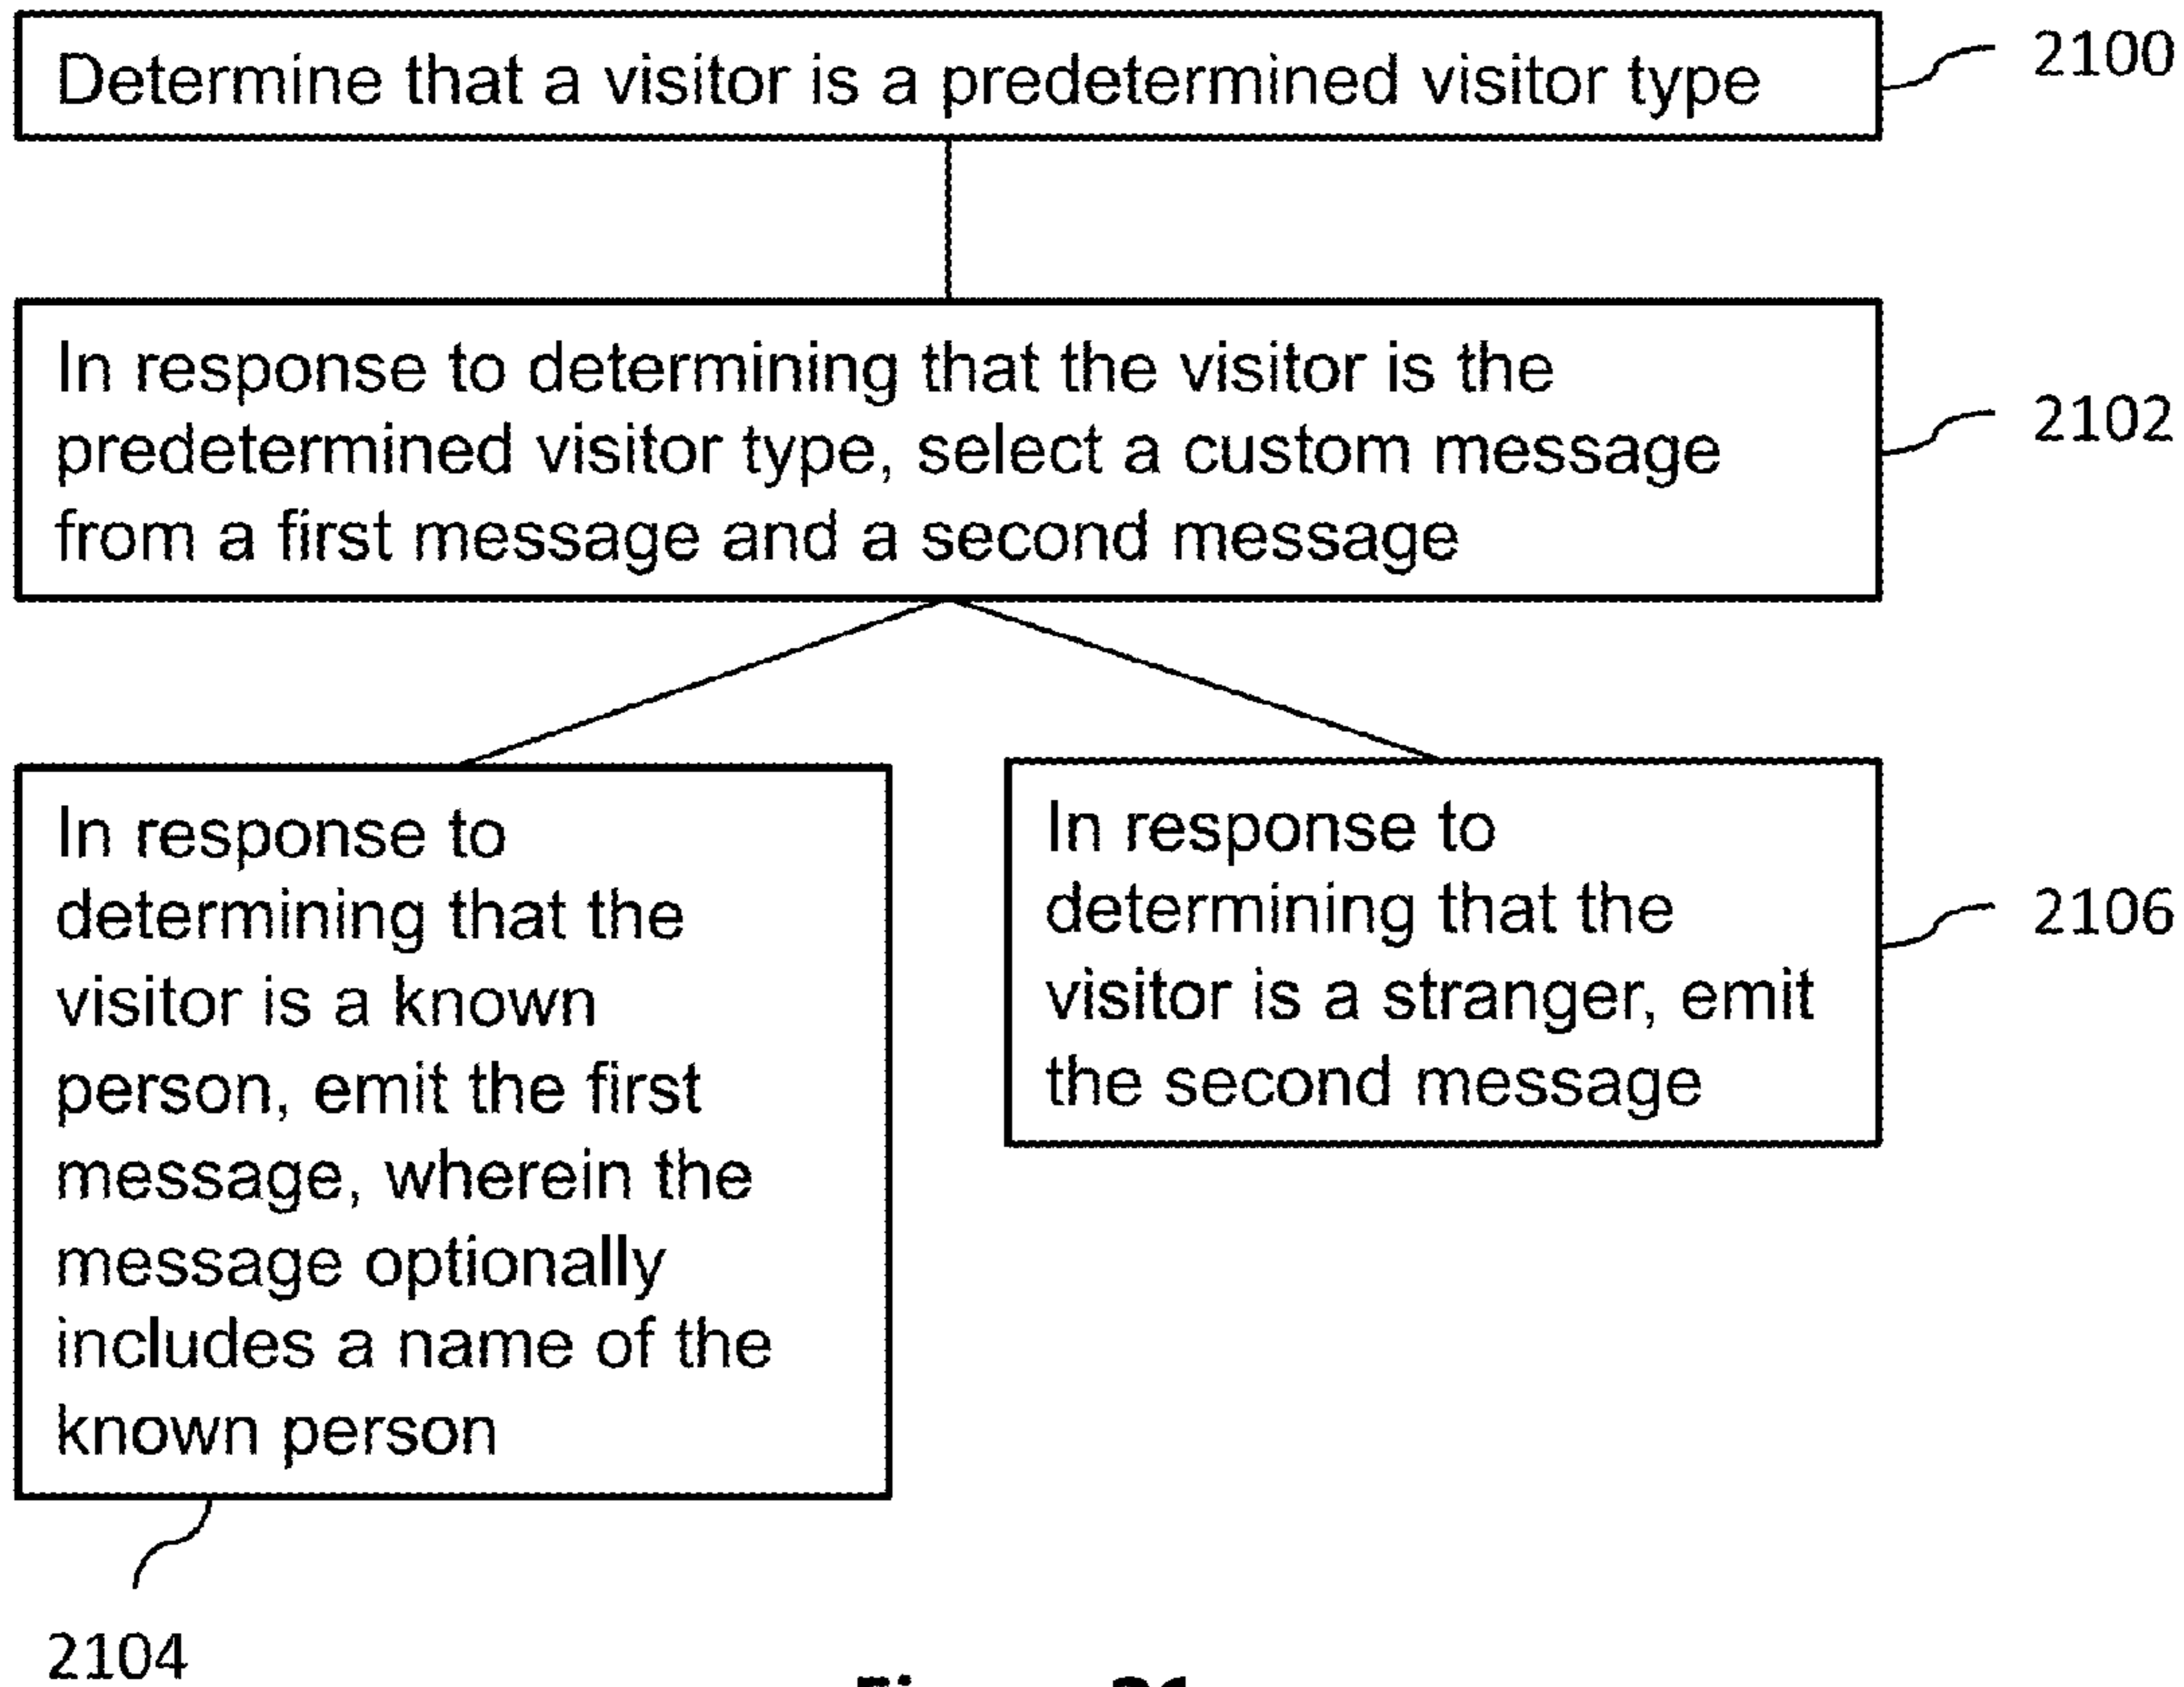 Determine that a visitor is a predetermined visitor type
2100
In response to determining that the visitor is the
predetermined visitor type, select a custom message
from a first message and a second message
2102
In response to
determining that the
visitor is a known
person, emit the first
message, wherein the
message optionally
includes a name of the
known person
2104
In response to
determining that the
visitor is a stranger, emit
the second message
2106